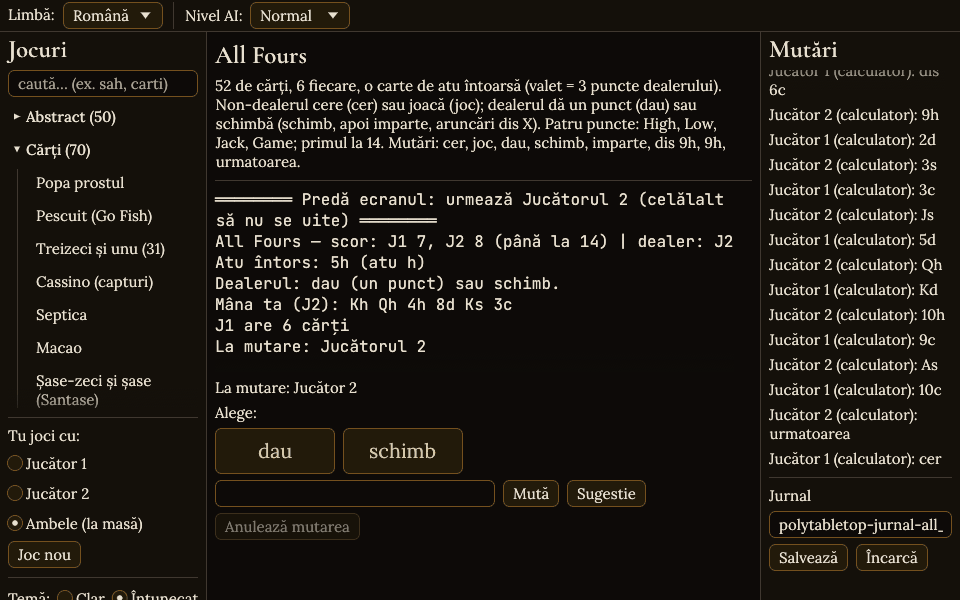 Limbă: Română Nivel AI: Normal
Jocuri
caută... (ex. sah, carti)
Abstract (50)
Cărți (70)
Popa prostul
Pescuit (Go Fish)
Treizeci și unu (31)
Cassino (capturi)
Septica
Macao
Șase-zeci și șase
(Santase)
Tu joci cu:
Jucător 1
Jucător 2
Ambele (la masă)
Joc nou
Temă: Clar Întunecat
All Fours
52 de cărți, 6 fiecare, o carte de atu întoarsă (valet = 3 puncte dealerului).
Non-dealerul cere (cer) sau joacă (joc); dealerul dă un punct (dau) sau
schimbă (schimb, apoi imparte, aruncări dis X). Patru puncte: High, Low,
Jack, Game; primul la 14. Mutări: cer, joc, dau, schimb, imparte, dis 9h, 9h,
urmatoarea.
════════ Predă ecranul: urmează Jucătorul 2 (celălalt
să nu se uite) ════════
All Fours — scor: J1 7, J2 8 (până la 14) | dealer: J2
Atu întors: 5h (atu h)
Dealerul: dau (un punct) sau schimb.
Mâna ta (J2): Kh Qh 4h 8d Ks 3c
J1 are 6 cărți
La mutare: Jucătorul 2
La mutare: Jucător 2
Alege:
dau schimb
Mută Sugestie
Anulează mutarea
Mutări
Jucător 1 (calculator): dis
6c
Jucător 2 (calculator): 9h
Jucător 1 (calculator): 2d
Jucător 2 (calculator): 3s
Jucător 1 (calculator): 3c
Jucător 2 (calculator): Js
Jucător 1 (calculator): 5d
Jucător 2 (calculator): Qh
Jucător 1 (calculator): Kd
Jucător 2 (calculator): 10h
Jucător 1 (calculator): 9c
Jucător 2 (calculator): As
Jucător 1 (calculator): 10c
Jucător 2 (calculator):
urmatoarea
Jucător 1 (calculator): cer
Jurnal
polytabletop-jurnal-all_
Salvează Încarcă